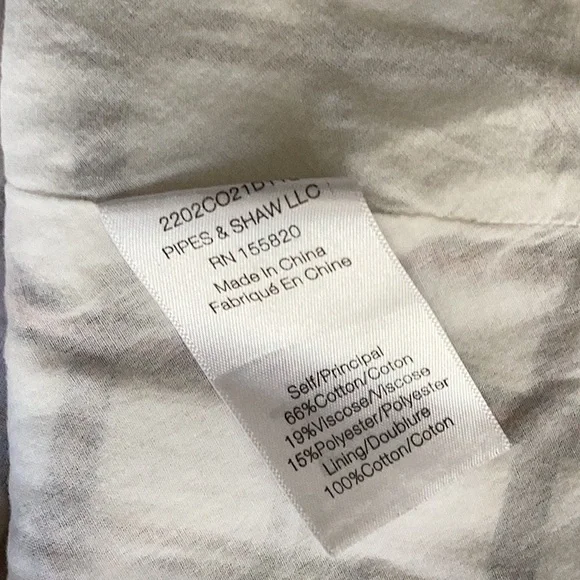 PIPES & SHAW LLC
RN 155820
Made In China
Fabriqué En Chine
Self/Principal
66%Cotton/Coton
19%Viscose/Viscose
15%Polyester/Polyester
Lining/Doublure
100%Cotton/Coton